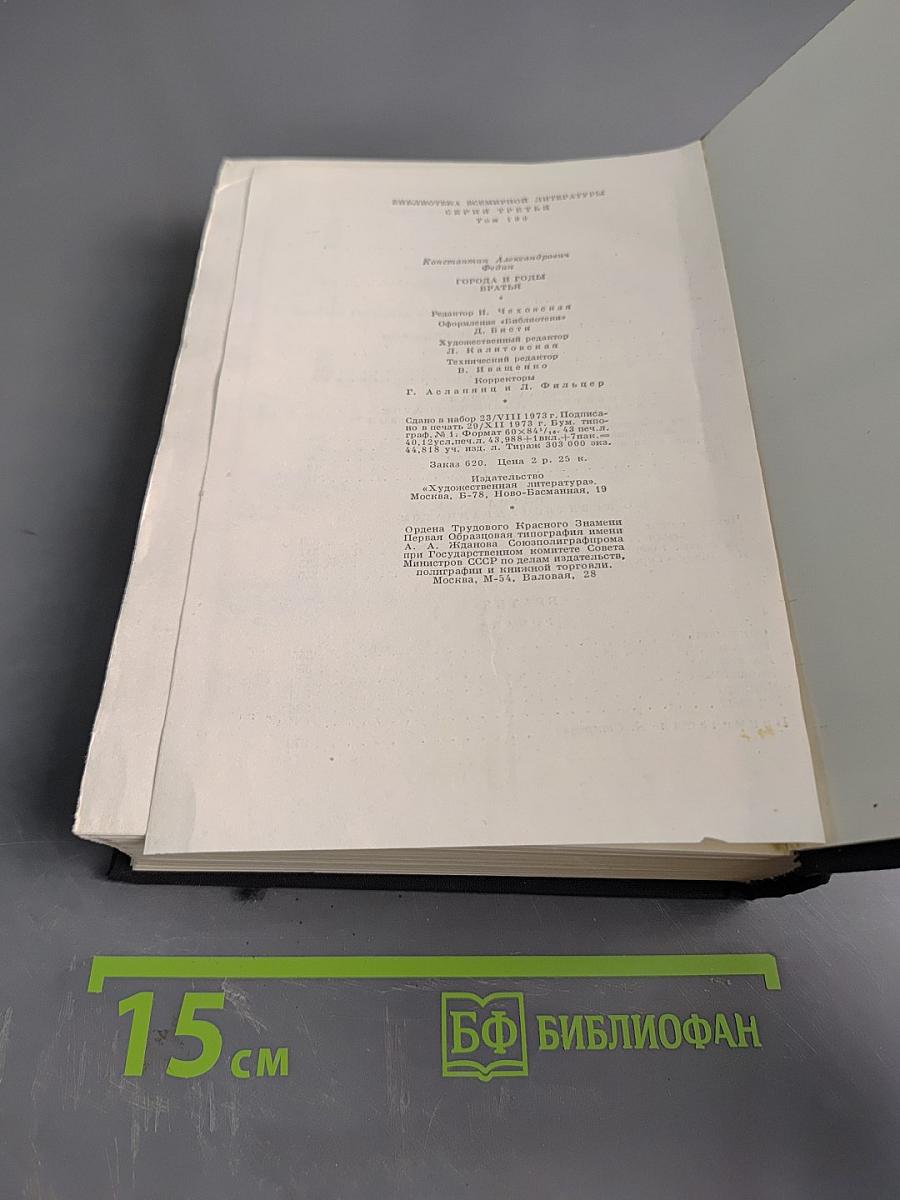 БИБЛИОТЕКА ВСЕМИРНОЙ ЛИТЕРАТУРЫ
СЕРИЯ ТРЕТЬЯ
Том 194
Константин Александрович
Федин
ГОРОДА И ГОДЫ
БРАТЬЯ
*
Редактор И. Чеховская
Оформление «Библиотеки»
Д. Бисти
Художественный редактор
Л. Калитовская
Технический редактор
В. Иващенко
Корректоры
Г. Асланянц и Л. Фильцер
*
Сдано в набор 23/VIII 1973 г. Подписа-
но в печать 29/XII 1973 г. Бум. типо-
граф. № 1. Формат 60×84¹/₁₆. 43 печ.л.
40,12усл.печ.л. 43,988+1вкл.+7пак.=
44,818 уч. изд. л. Тираж 303 000 экз.
Заказ 620. Цена 2 р. 25 к.
Издательство
«Художественная литература».
Москва, Б-78, Ново-Басманная, 19
*
Ордена Трудового Красного Знамени
Первая Образцовая типография имени
А. А. Жданова Союзполиграфпрома
при Государственном комитете Совета
Министров СССР по делам издательств,
полиграфии и книжной торговли.
Москва, М-54, Валовая, 28
15 см
БФ БИБЛИОФАН